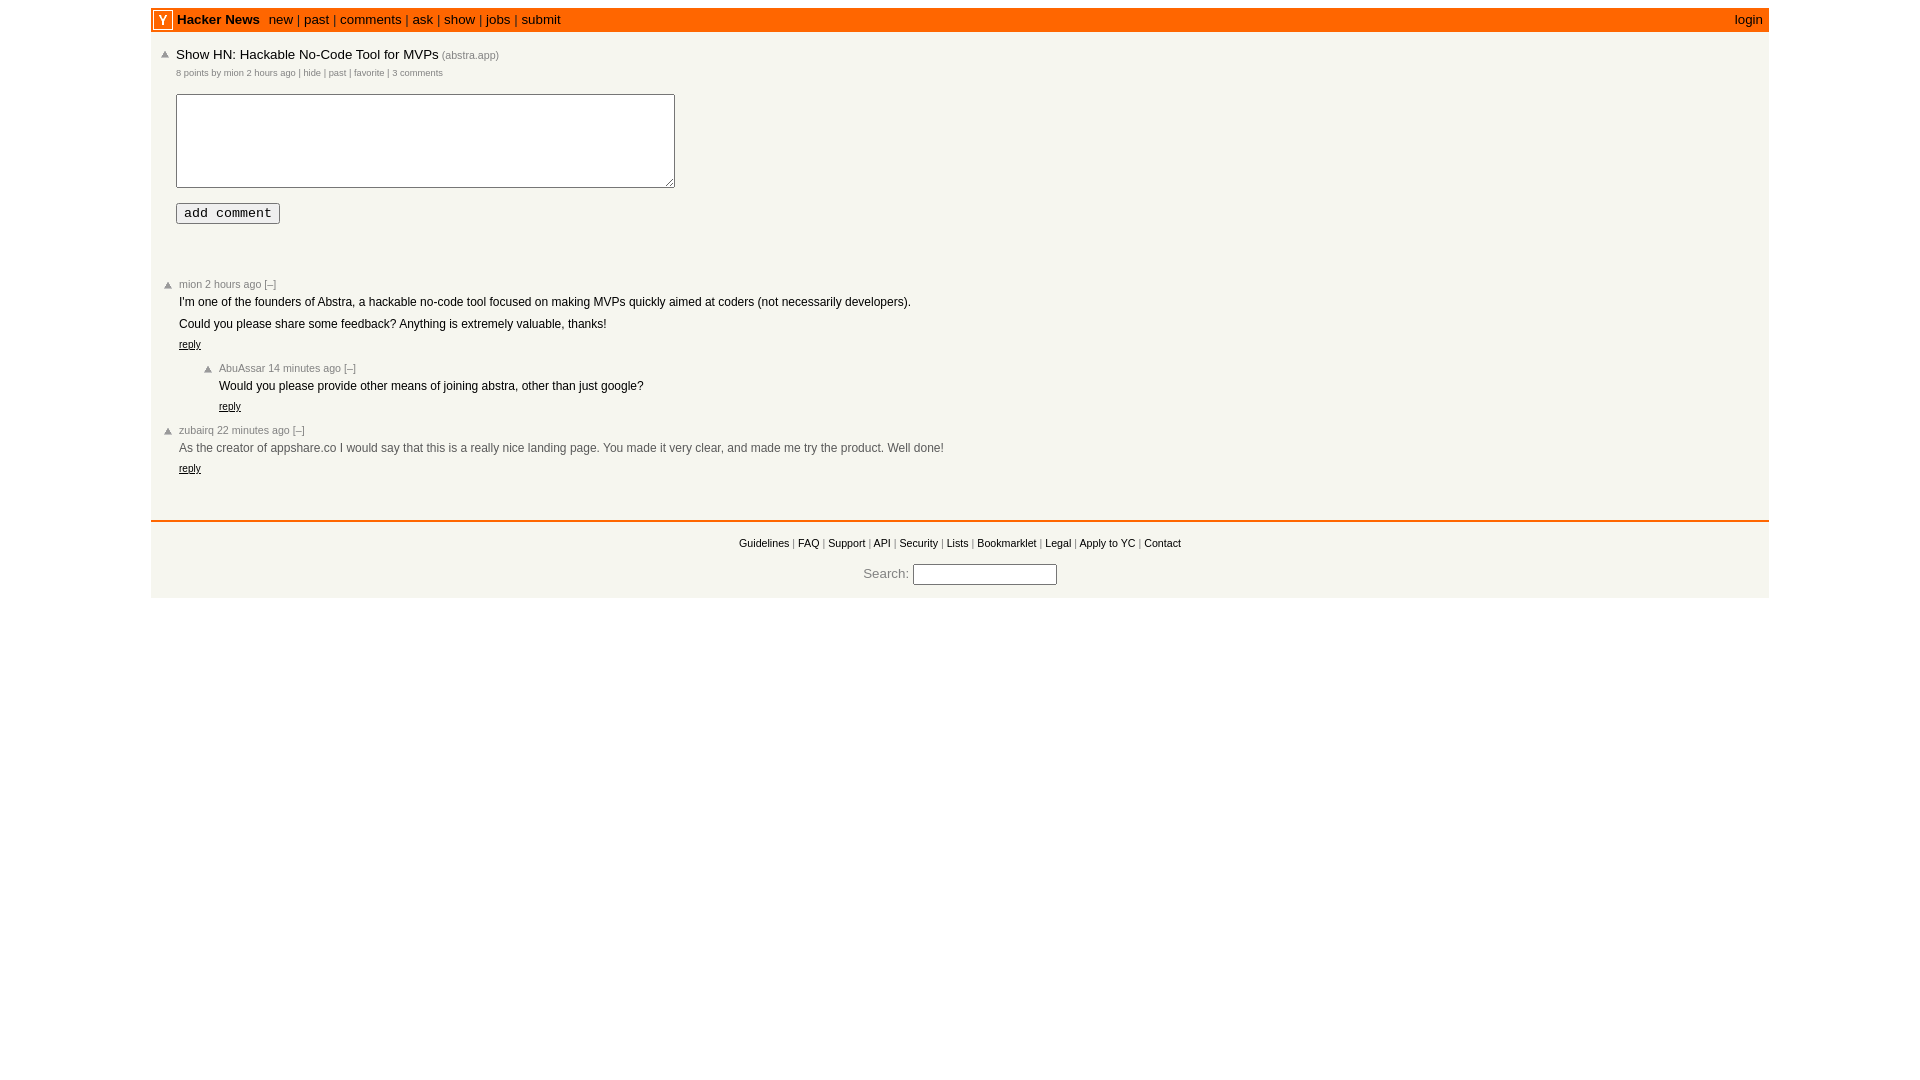 Y Hacker News new | past | comments | ask | show | jobs | submit login
Show HN: Hackable No-Code Tool for MVPs (abstra.app)
8 points by mion 2 hours ago | hide | past | favorite | 3 comments
add comment
mion 2 hours ago [–]
I'm one of the founders of Abstra, a hackable no-code tool focused on making MVPs quickly aimed at coders (not necessarily developers).
Could you please share some feedback? Anything is extremely valuable, thanks!
reply
AbuAssar 14 minutes ago [–]
Would you please provide other means of joining abstra, other than just google?
reply
zubairq 22 minutes ago [–]
As the creator of appshare.co I would say that this is a really nice landing page. You made it very clear, and made me try the product. Well done!
reply
Guidelines | FAQ | Support | API | Security | Lists | Bookmarklet | Legal | Apply to YC | Contact
Search: